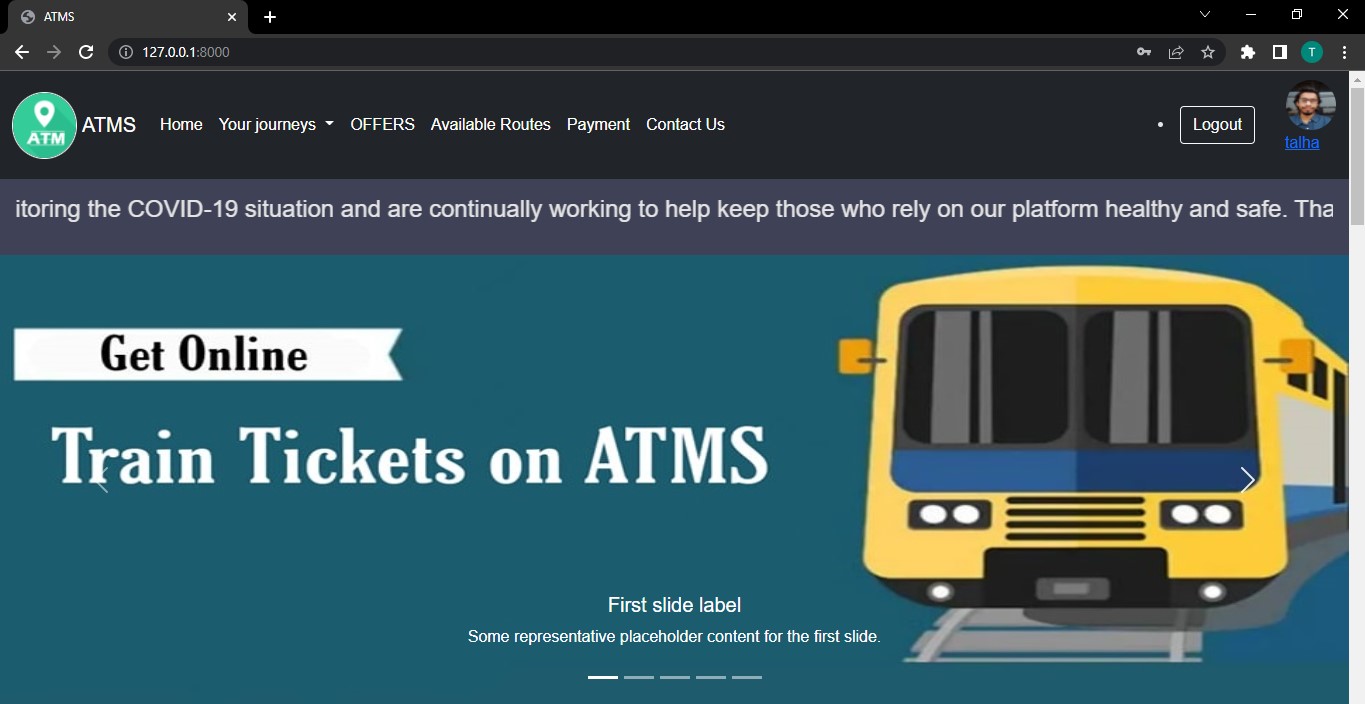 ATMS
127.0.0.1:8000
T
ATM
ATMS Home Your journeys OFFERS Available Routes Payment Contact Us
Logout
talha
itoring the COVID-19 situation and are continually working to help keep those who rely on our platform healthy and safe. Tha
Get Online
Train Tickets on ATMS
First slide label
Some representative placeholder content for the first slide.